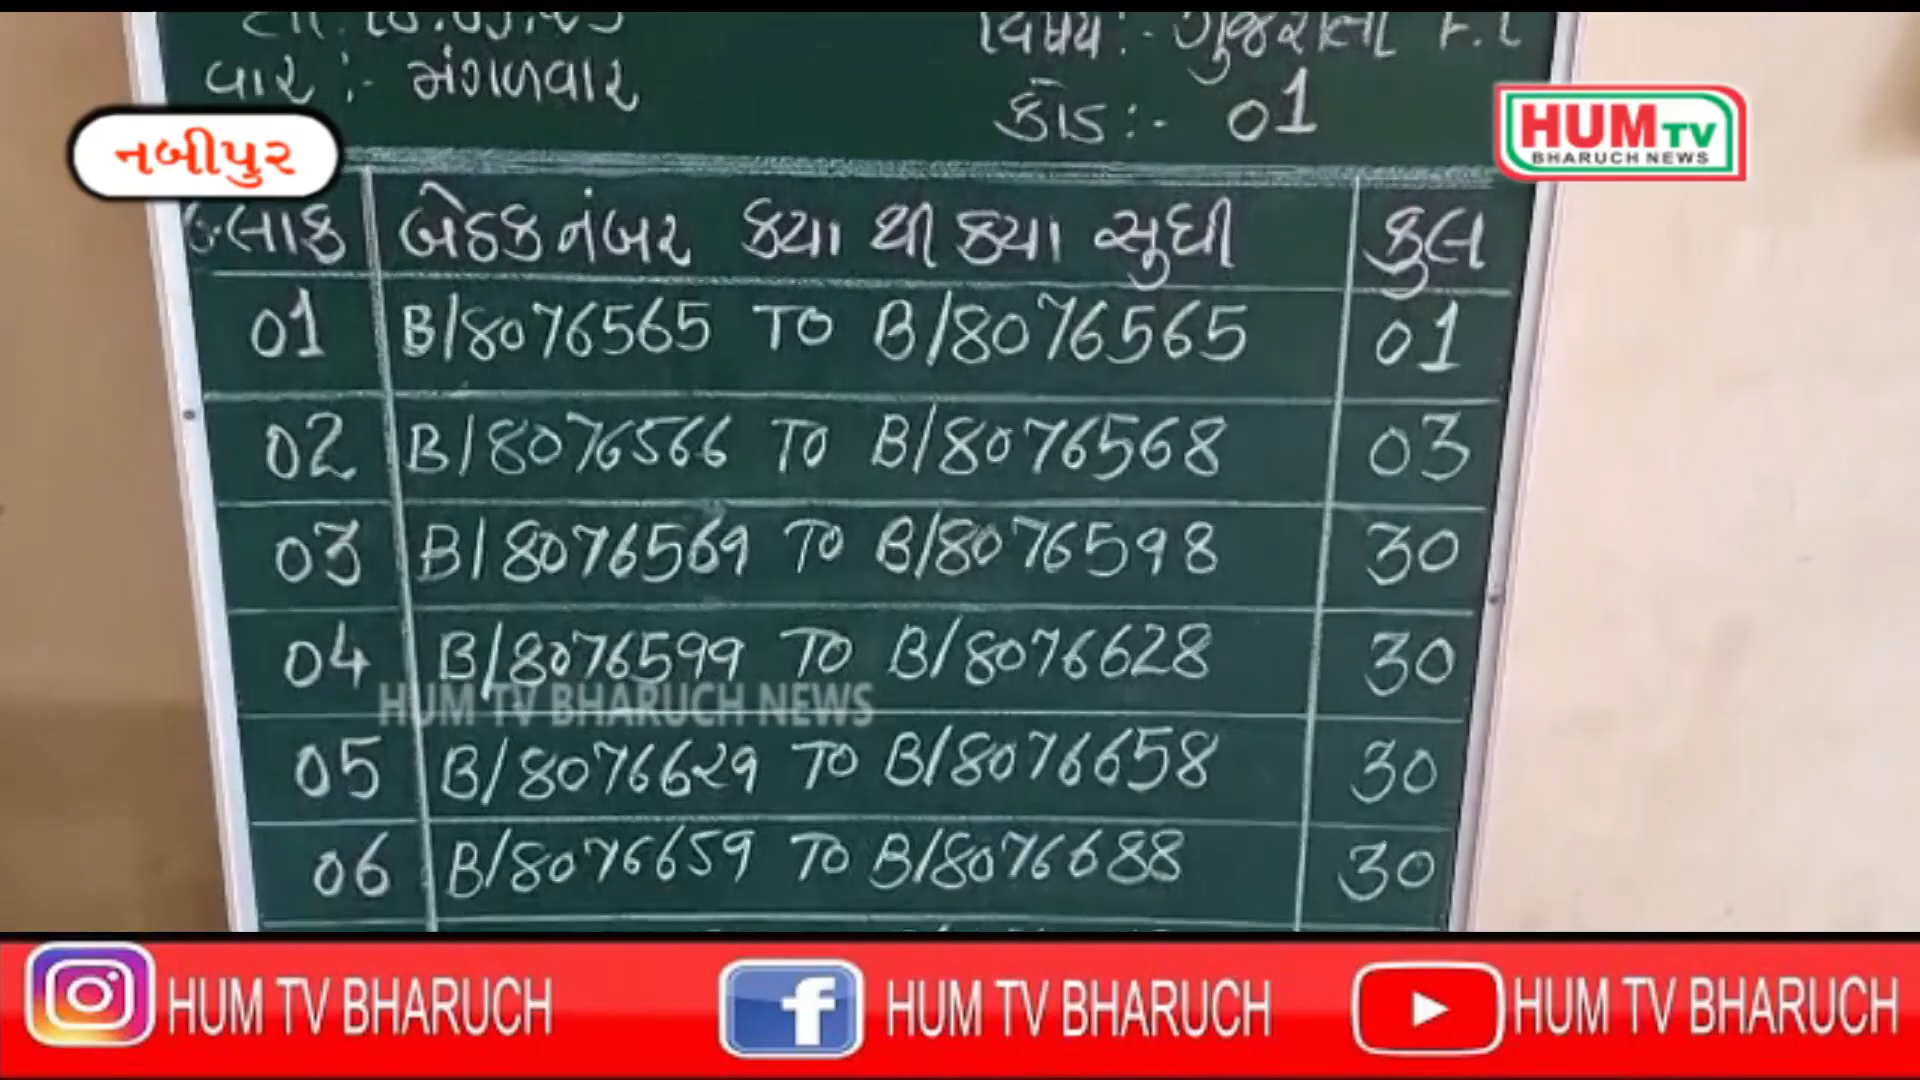 વાર :- મંગળવાર
વિષય :- ગુજરાતી F.L
કોડ :- 01
નબીપુર
HUM TV
BHARUCH NEWS
બ્લાક બેઠક નંબર કયા થી કયા સુધી કુલ
01 B/8076565 TO B/8076565 01
02 B/8076566 TO B/8076568 03
03 B/8076569 TO B/8076598 30
04 B/8076599 TO B/8076628 30
HUM TV BHARUCH NEWS
05 B/8076629 TO B/8076658 30
06 B/8076659 TO B/8076688 30
HUM TV BHARUCH
HUM TV BHARUCH
HUM TV BHARUCH